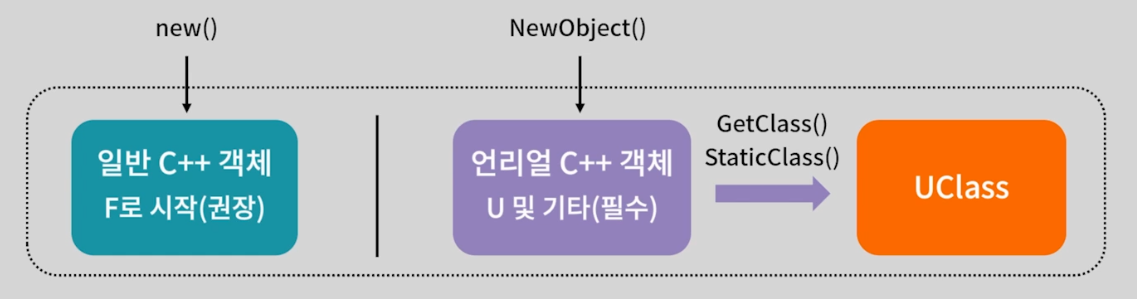 new()
NewObject()
일반 C++ 객체
F로 시작(권장)
언리얼 C++ 객체
U 및 기타(필수)
GetClass()
StaticClass()
UClass